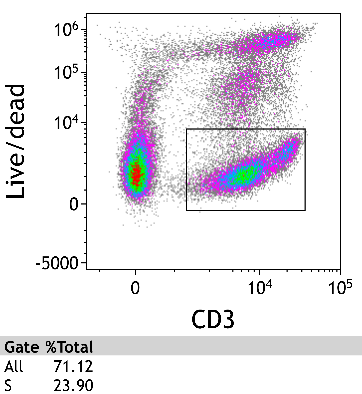 10⁶
10⁵
10⁴
0
-5000
Live/dead
0 10⁴ 10⁵
CD3
Gate %Total
All 71.12
S 23.90